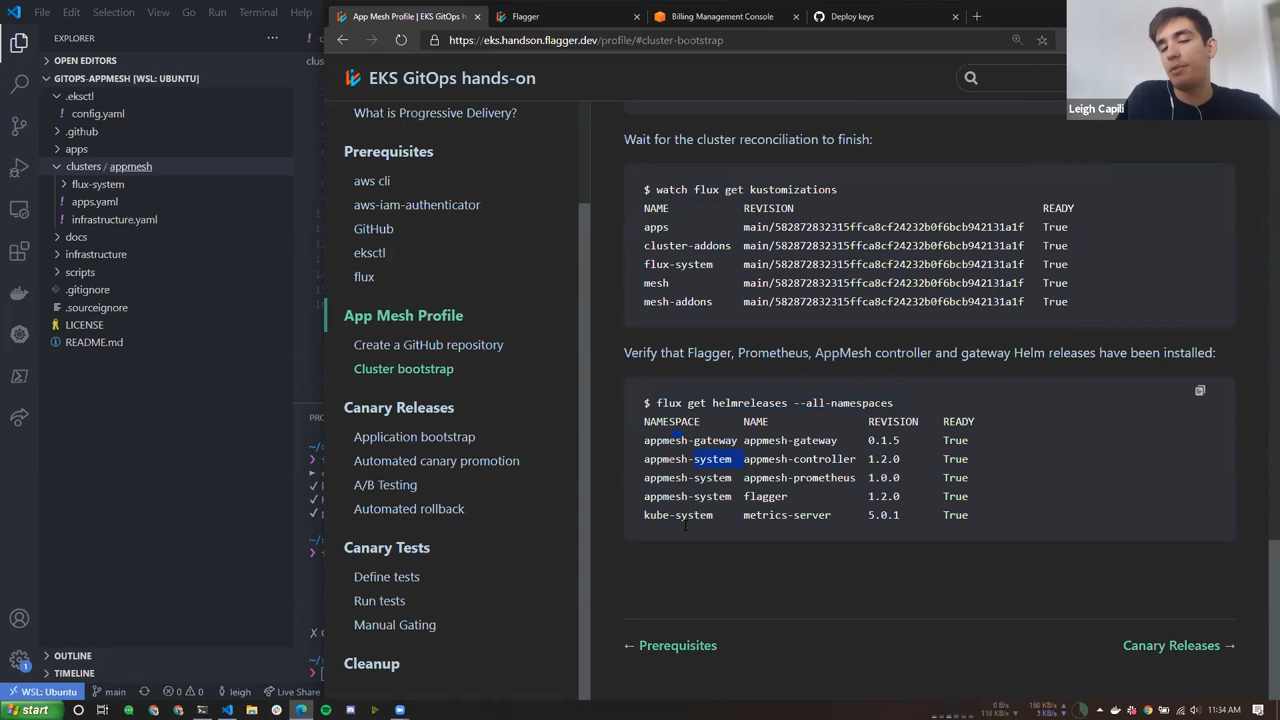 File Edit Selection View Go Run Terminal Help
App Mesh Profile | EKS GitOps h
Flagger
Billing Management Console
Deploy keys
https://eks.handson.flagger.dev/profile/#cluster-bootstrap
EKS GitOps hands-on
Leigh Capili
EXPLORER
OPEN EDITORS
GITOPS-APPMESH [WSL: UBUNTU]
.eksctl
config.yaml
.github
apps
clusters / appmesh
flux-system
apps.yaml
infrastructure.yaml
docs
infrastructure
scripts
.gitignore
.sourceignore
LICENSE
README.md
OUTLINE
TIMELINE
What is Progressive Delivery?
Prerequisites
aws cli
aws-iam-authenticator
GitHub
eksctl
flux
App Mesh Profile
Create a GitHub repository
Cluster bootstrap
Canary Releases
Application bootstrap
Automated canary promotion
A/B Testing
Automated rollback
Canary Tests
Define tests
Run tests
Manual Gating
Cleanup
Wait for the cluster reconciliation to finish:
$ watch flux get kustomizations
NAME REVISION READY
apps main/582872832315ffca8cf24232b0f6bcb942131a1f True
cluster-addons main/582872832315ffca8cf24232b0f6bcb942131a1f True
flux-system main/582872832315ffca8cf24232b0f6bcb942131a1f True
mesh main/582872832315ffca8cf24232b0f6bcb942131a1f True
mesh-addons main/582872832315ffca8cf24232b0f6bcb942131a1f True
Verify that Flagger, Prometheus, AppMesh controller and gateway Helm releases have been installed:
$ flux get helmreleases --all-namespaces
NAMESPACE NAME REVISION READY
appmesh-gateway appmesh-gateway 0.1.5 True
appmesh-system appmesh-controller 1.2.0 True
appmesh-system appmesh-prometheus 1.0.0 True
appmesh-system flagger 1.2.0 True
kube-system metrics-server 5.0.1 True
← Prerequisites
Canary Releases →
WSL: Ubuntu main 0 0 leigh Live Share
start
11:34 AM